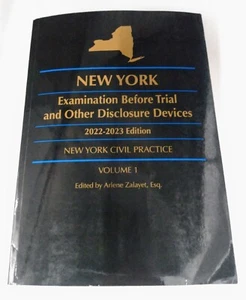 NEW YORK
Examination Before Trial
and Other Disclosure Devices
2022-2023 Edition
NEW YORK CIVIL PRACTICE
VOLUME 1
Edited by Arlene Zalayet, Esq.